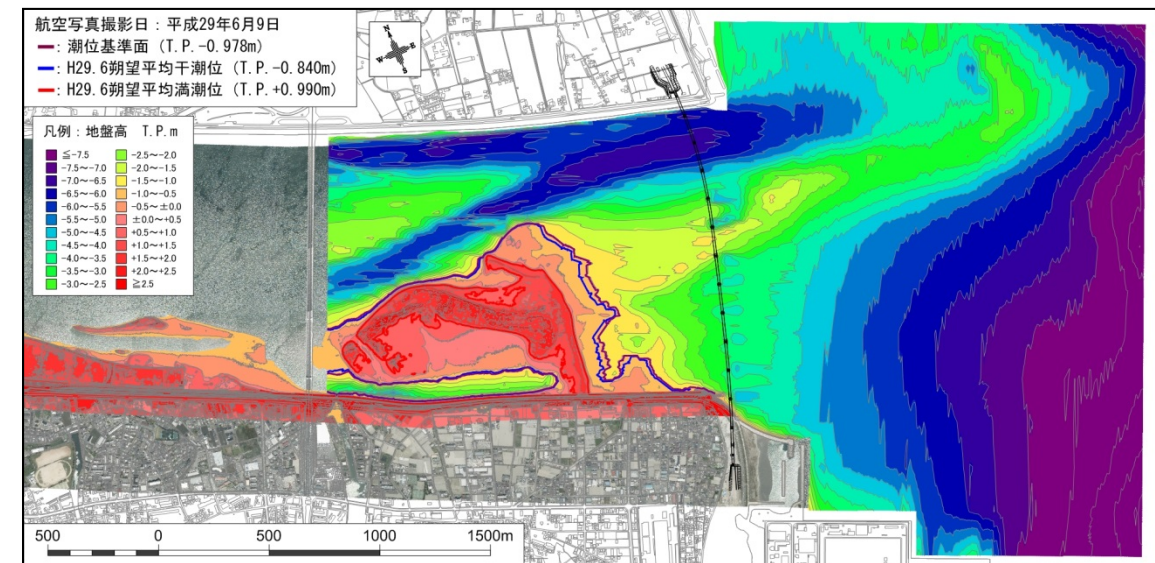 航空写真撮影日：平成29年6月9日
━：潮位基準面（T.P.-0.978m）
━：H29.6朔望平均干潮位（T.P.-0.840m）
━：H29.6朔望平均満潮位（T.P.+0.990m）
N
W E
S
凡例：地盤高 T.P.m
≦-7.5 -2.5～-2.0
-7.5～-7.0 -2.0～-1.5
-7.0～-6.5 -1.5～-1.0
-6.5～-6.0 -1.0～-0.5
-6.0～-5.5 -0.5～±0.0
-5.5～-5.0 ±0.0～+0.5
-5.0～-4.5 +0.5～+1.0
-4.5～-4.0 +1.0～+1.5
-4.0～-3.5 +1.5～+2.0
-3.5～-3.0 +2.0～+2.5
-3.0～-2.5 ≧2.5
500 0 500 1000 1500m